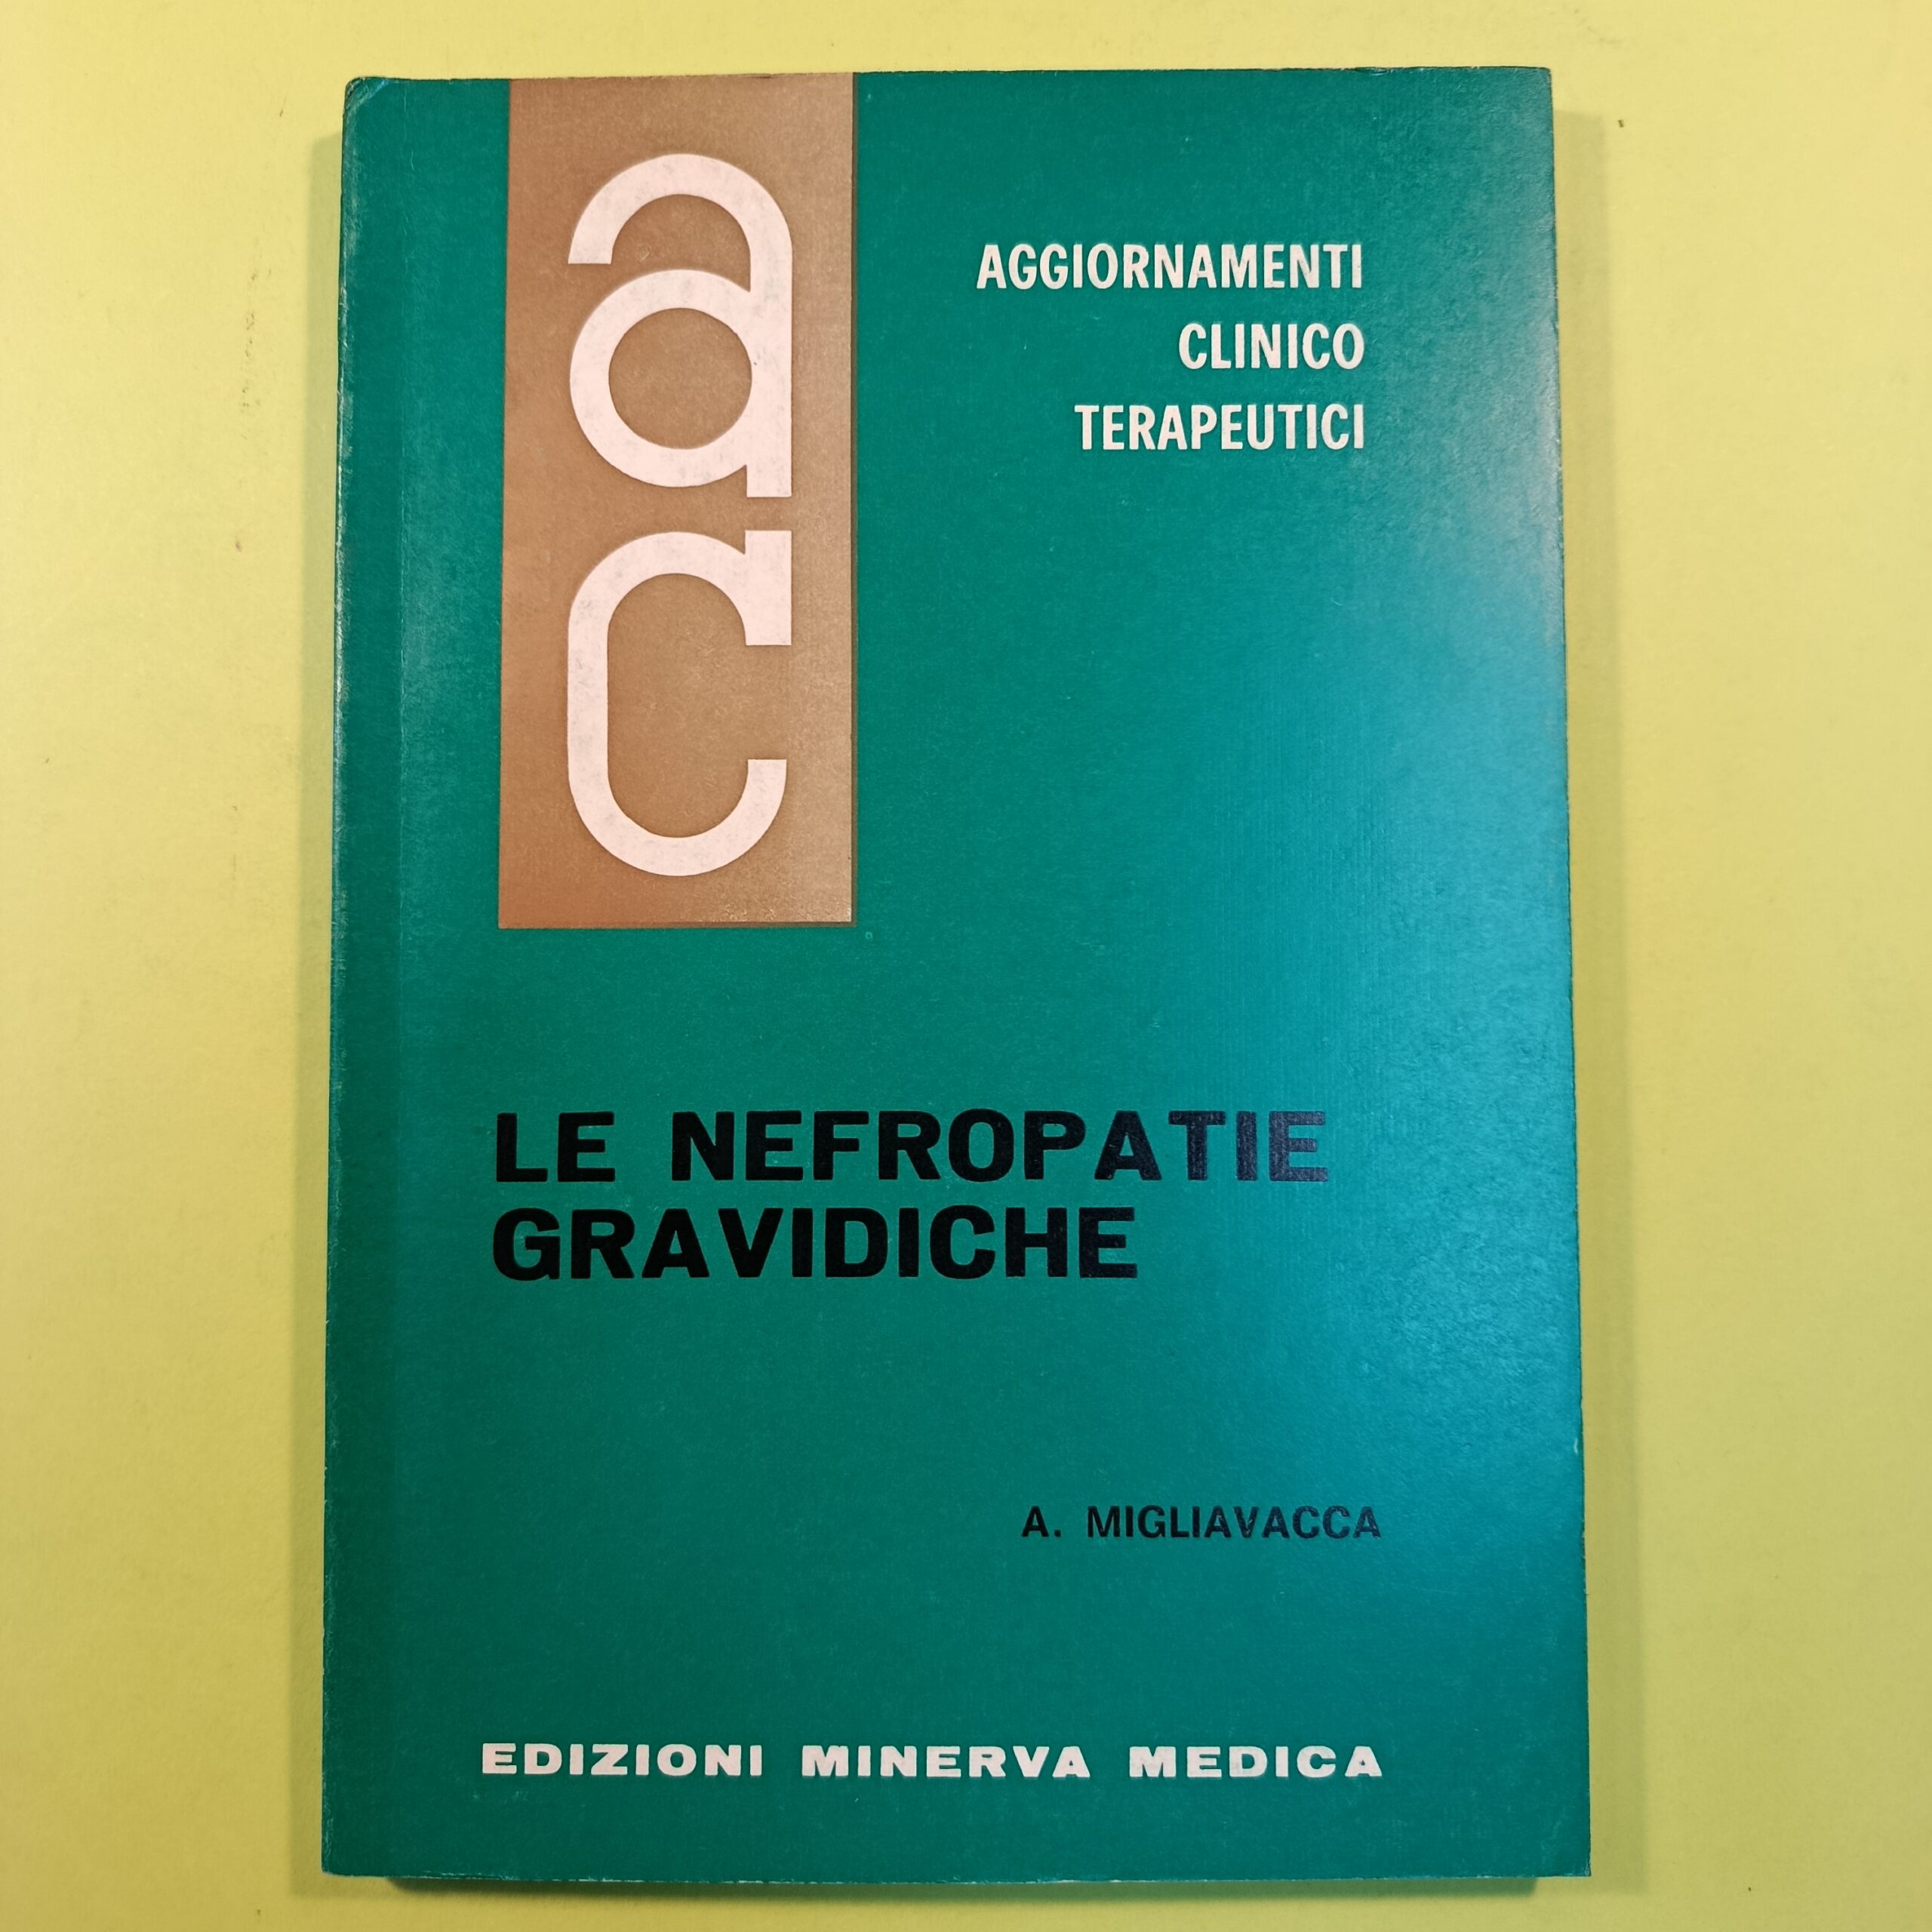 a
c
AGGIORNAMENTI
CLINICO
TERAPEUTICI
LE NEFROPATIE
GRAVIDICHE
A. MIGLIAVACCA
EDIZIONI MINERVA MEDICA